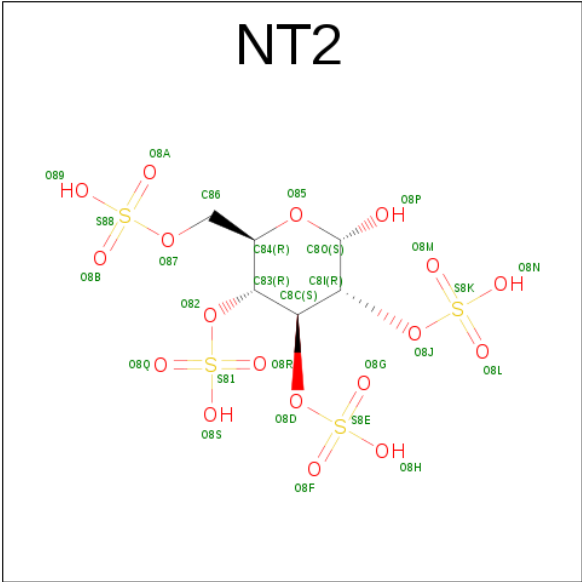 NT2
O8A
O89
HO
O
S
S88
C86
O85
O
O8P
OH
O
O8B
O
O87
C84(R)
C8O(S)
O8M
O
O8N
OH
S8K
S
C83(R)
C8I(R)
C8C(S)
O82
O
O
O8J
O
O8L
O8Q
O
S
S81
O
O8R
O8G
O
OH
O8S
O
O8D
S
S8E
OH
O8H
O
O8F